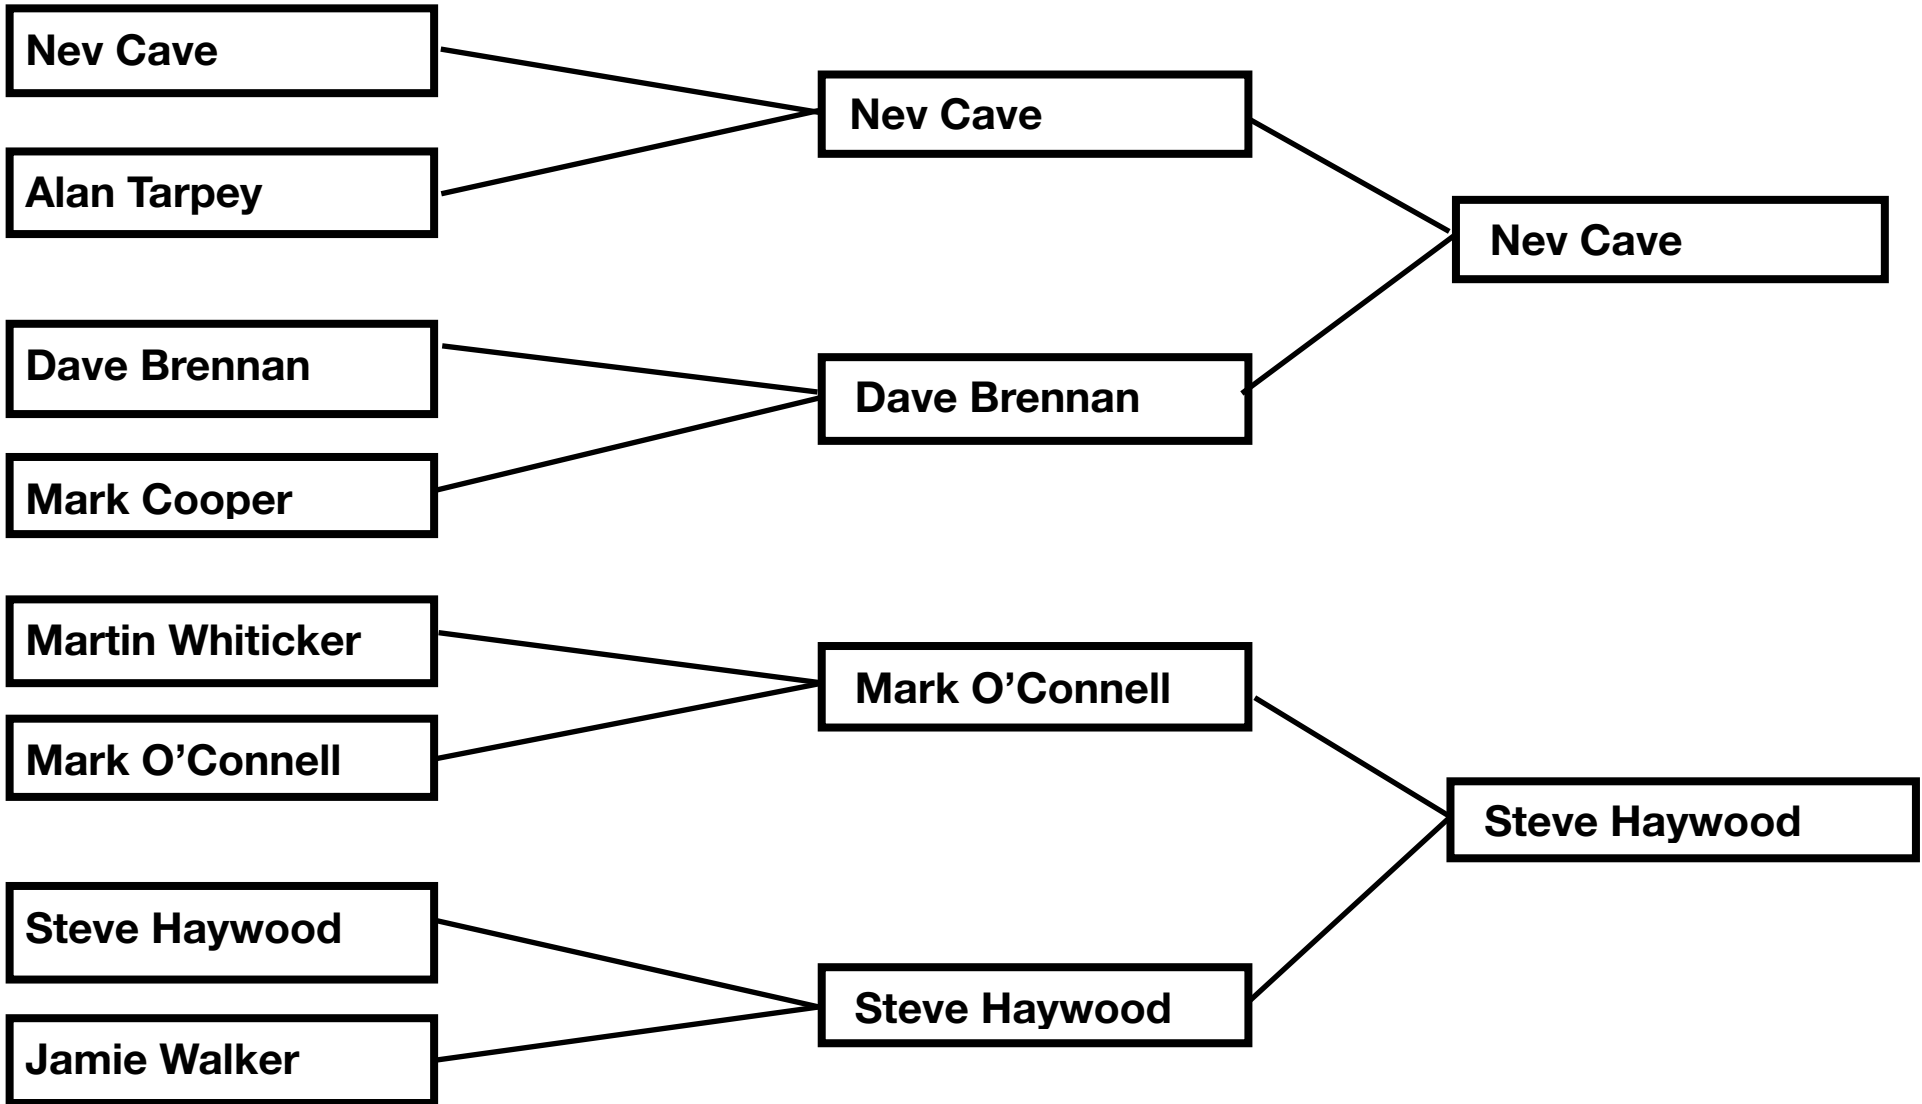 Nev Cave
Alan Tarpey
Dave Brennan
Mark Cooper
Martin Whiticker
Mark O’Connell
Steve Haywood
Jamie Walker
Nev Cave
Dave Brennan
Mark O’Connell
Steve Haywood
Nev Cave
Steve Haywood